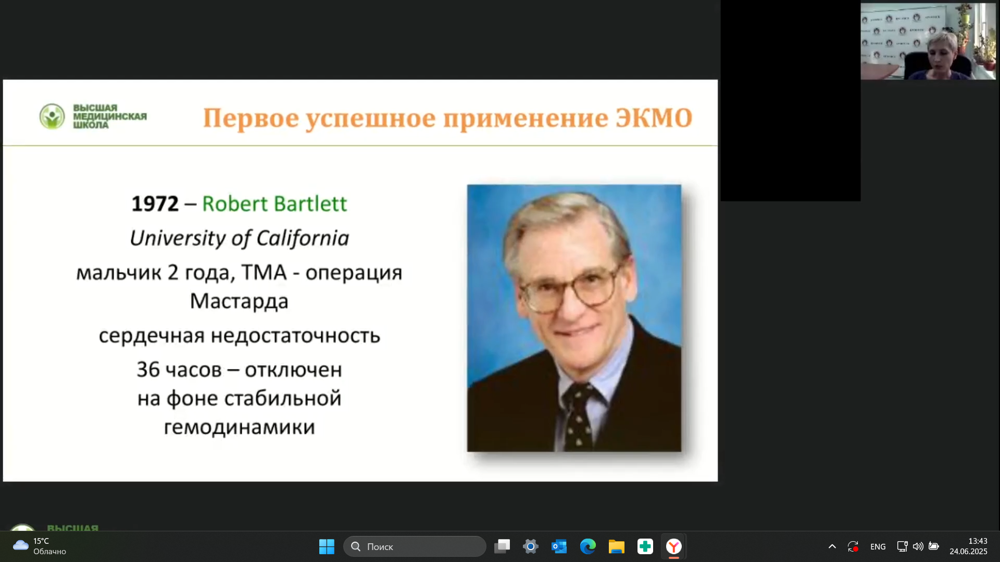 ВЫСШАЯ
МЕДИЦИНСКАЯ
ШКОЛА
Первое успешное применение ЭКМО
1972 – Robert Bartlett
University of California
мальчик 2 года, ТМА - операция
Мастарда
сердечная недостаточность
36 часов – отключен
на фоне стабильной
гемодинамики
ВЫСШАЯ
15°C
Облачно
Поиск
ENG
13:43
24.06.2025